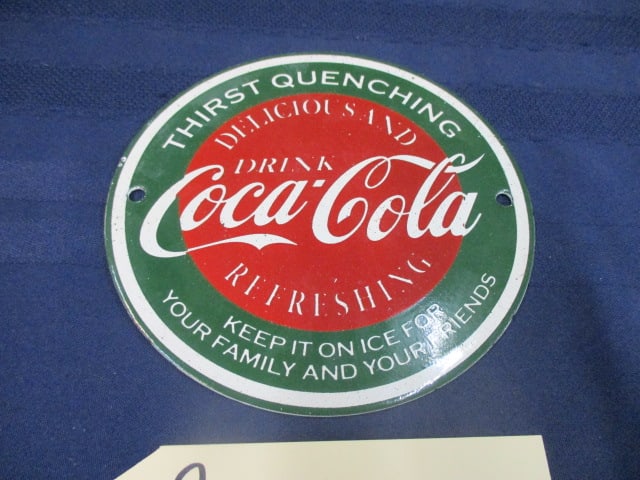 THIRST QUENCHING
DELICIOUS AND
DRINK
Coca-Cola
REFRESHING
KEEP IT ON ICE FOR
YOUR FAMILY AND YOUR FRIENDS